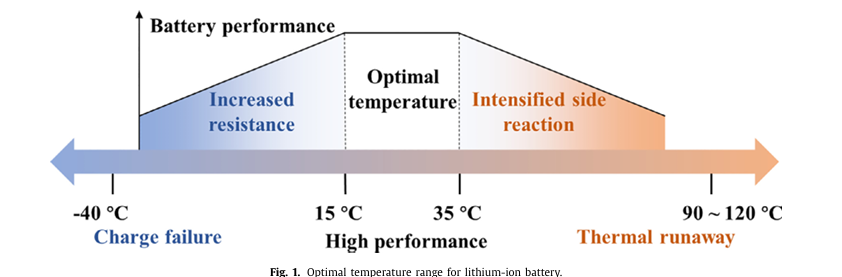 Battery performance
Optimal
temperature
Increased
resistance
Intensified side
reaction
-40 °C
15 °C
35 °C
90 ~ 120 °C
Charge failure
High performance
Thermal runaway
Fig. 1. Optimal temperature range for lithium-ion battery.